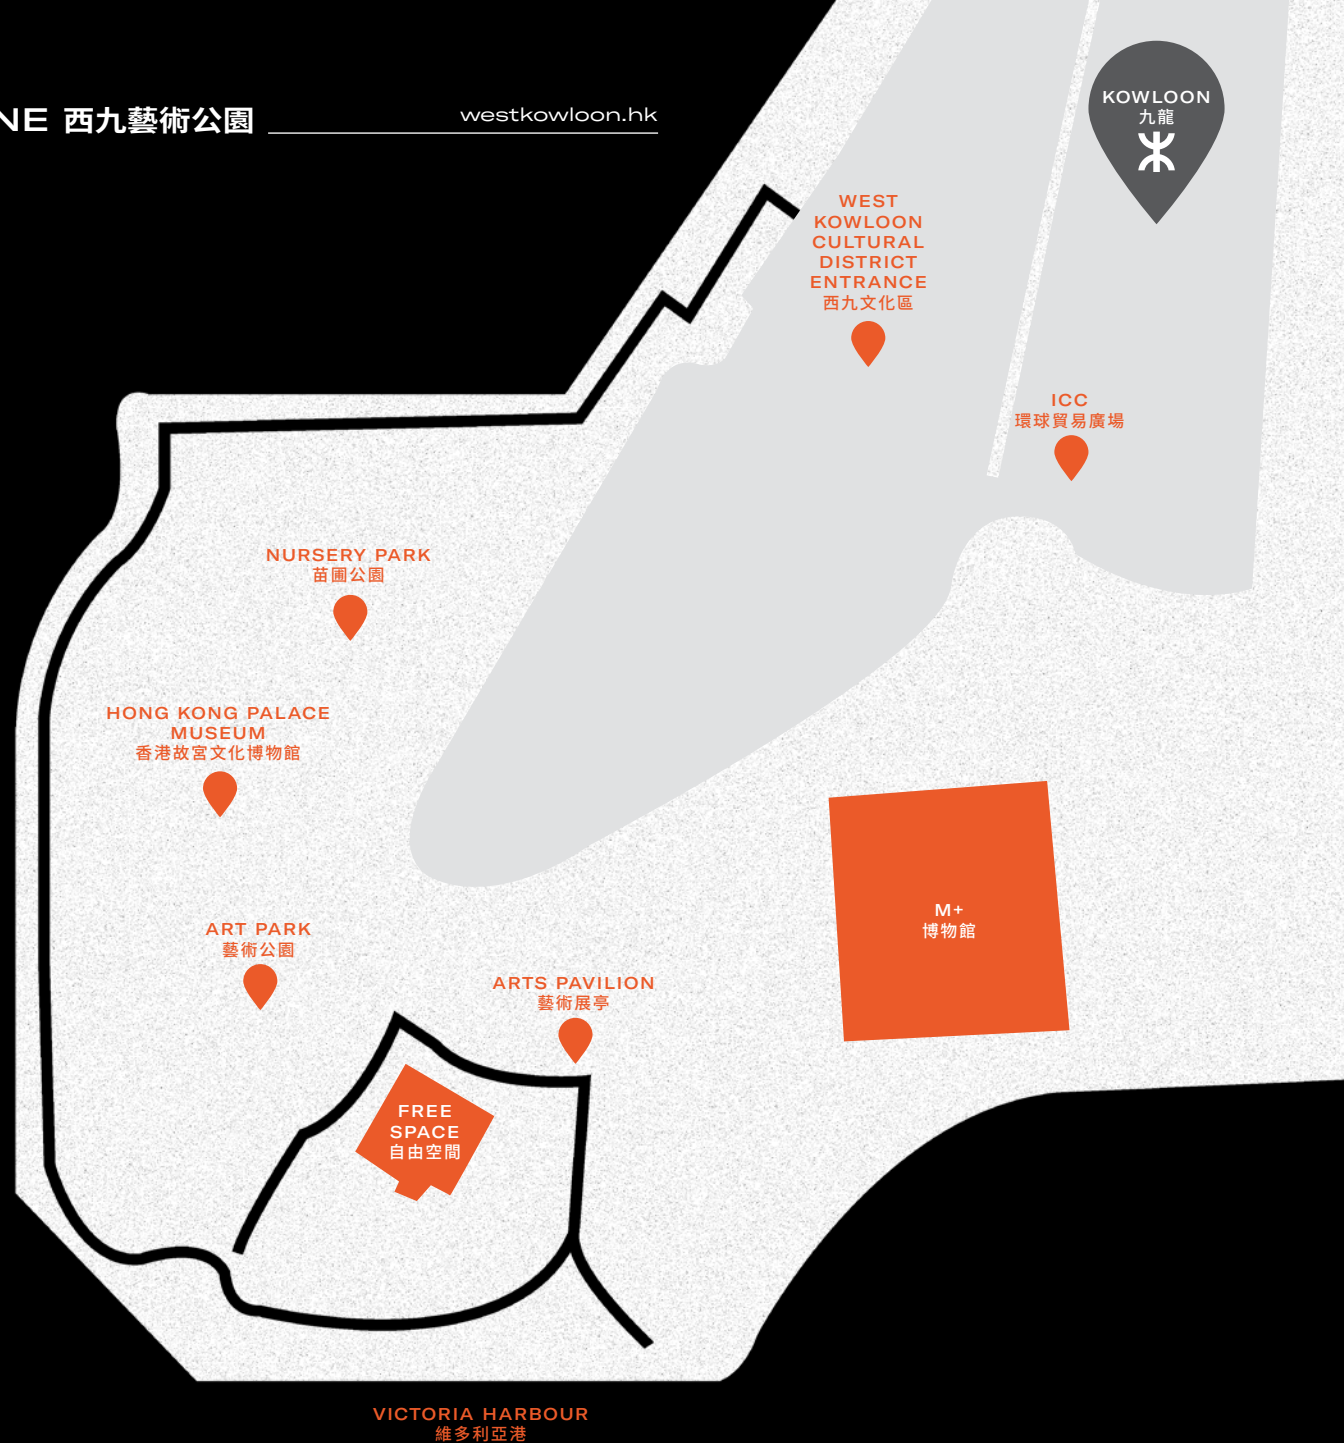 NE 西九藝術公園
westkowloon.hk
KOWLOON
九龍
WEST
KOWLOON
CULTURAL
DISTRICT
ENTRANCE
西九文化區
ICC
環球貿易廣場
NURSERY PARK
苗圃公園
HONG KONG PALACE
MUSEUM
香港故宮文化博物館
M+
博物館
ART PARK
藝術公園
ARTS PAVILION
藝術展亭
FREE
SPACE
自由空間
VICTORIA HARBOUR
維多利亞港